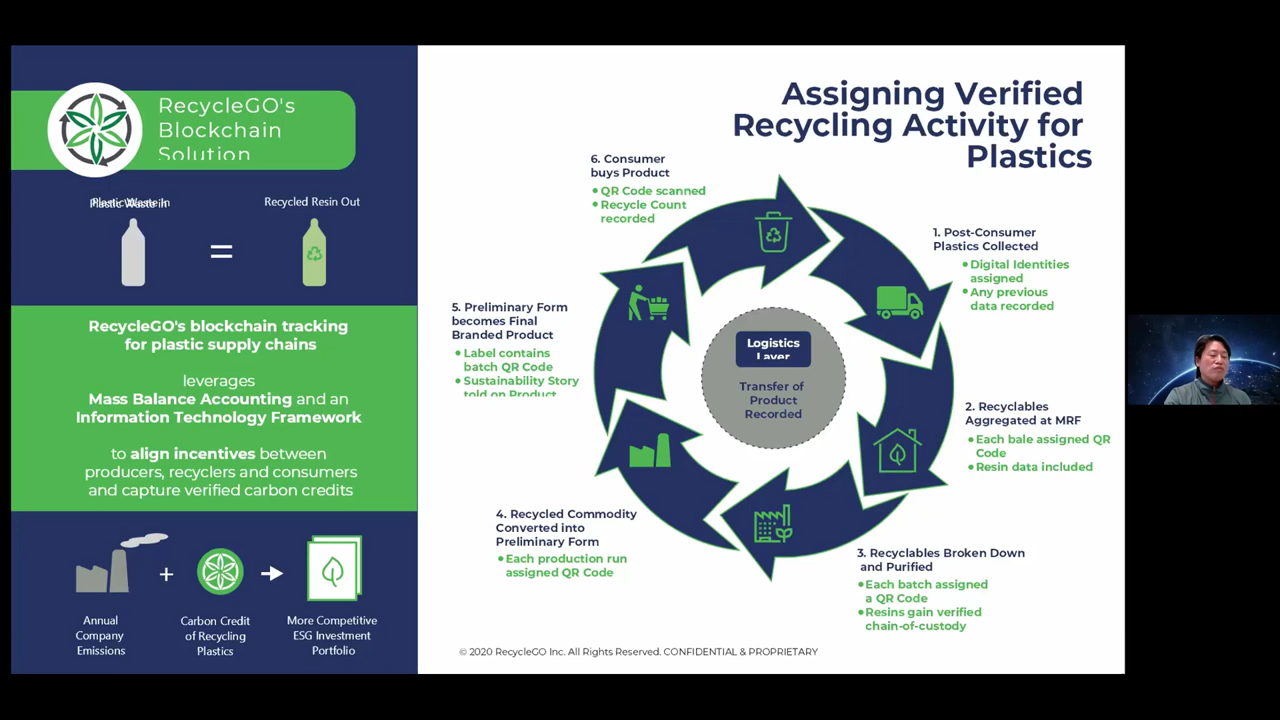 RecycleGO's
Blockchain
Solution
Plastic Waste In
Recycled Resin Out
=
RecycleGO's blockchain tracking
for plastic supply chains
leverages
Mass Balance Accounting and an
Information Technology Framework
to align incentives between
producers, recyclers and consumers
and capture verified carbon credits
+
Annual
Company
Emissions
Carbon Credit
of Recycling
Plastics
More Competitive
ESG Investment
Portfolio
Assigning Verified
Recycling Activity for
Plastics
6. Consumer
buys Product
• QR Code scanned
• Recycle Count
recorded
1. Post-Consumer
Plastics Collected
• Digital Identities
assigned
• Any previous
data recorded
5. Preliminary Form
becomes Final
Branded Product
• Label contains
batch QR Code
• Sustainability Story
told on Product
Logistics
Layer
Transfer of
Product
Recorded
2. Recyclables
Aggregated at MRF
• Each bale assigned QR
Code
• Resin data included
4. Recycled Commodity
Converted into
Preliminary Form
• Each production run
assigned QR Code
3. Recyclables Broken Down
and Purified
• Each batch assigned
a QR Code
• Resins gain verified
chain-of-custody
© 2020 RecycleGO Inc. All Rights Reserved. CONFIDENTIAL & PROPRIETARY